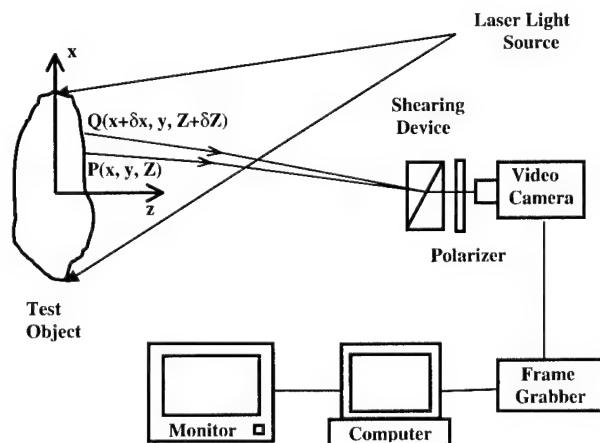 Laser Light
Source
x
Shearing
Device
Q(x+δx, y, Z+δZ)
P(x, y, Z)
z
Video
Camera
Polarizer
Test
Object
Frame
Grabber
Monitor
Computer